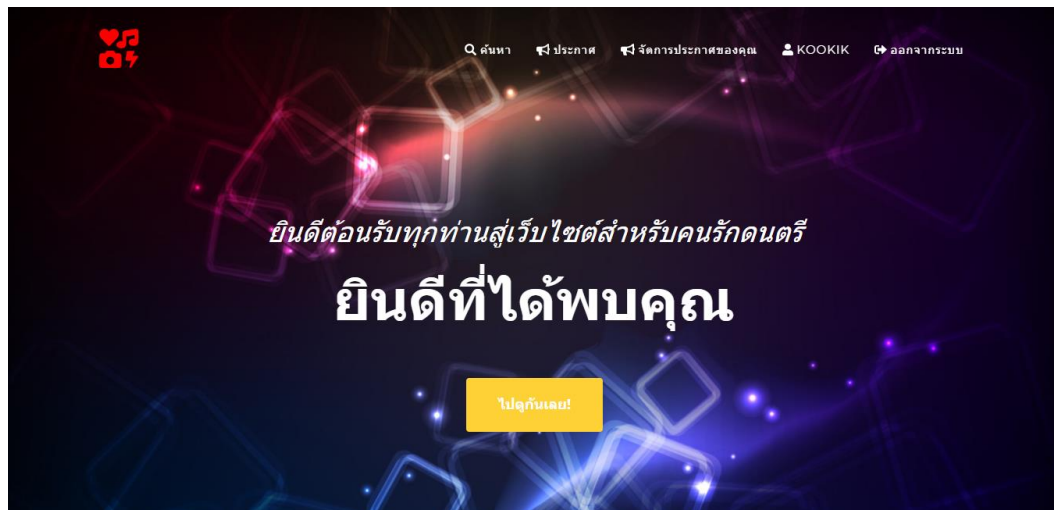 ค้นหา ประกาศ จัดการประกาศของคุณ KOOKIK ออกจากระบบ
ยินดีต้อนรับทุกท่านสู่เว็บไซต์สำหรับคนรักดนตรี
ยินดีที่ได้พบคุณ
ไปดูกันเลย!